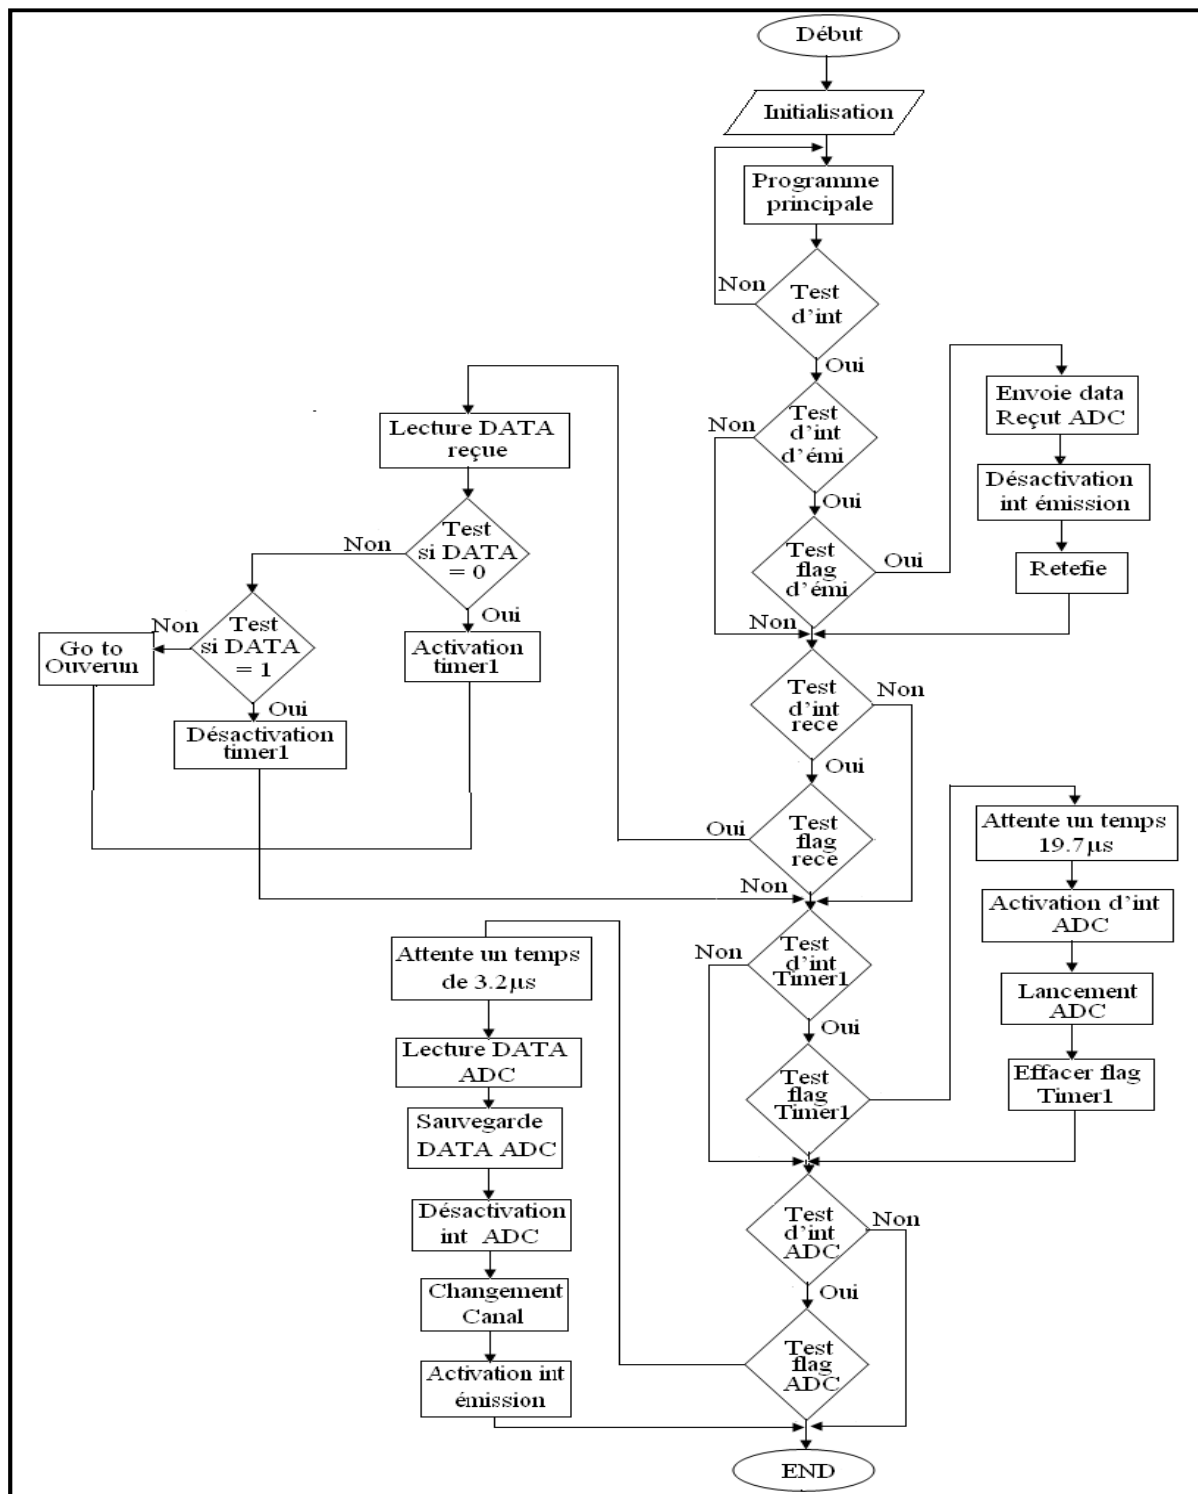 Début
Initialisation
Programme
principale
Non
Test
d'int
Oui
Non
Test
d'int
d'émi
Oui
Test
flag
d'émi
Oui
Non
Envoie data
Reçut ADC
Désactivation
int émission
Retefie
Lecture DATA
reçue
Test
si DATA
= 0
Non
Oui
Activation
timer1
Test
si DATA
= 1
Non
Go to
Ouverun
Oui
Désactivation
timer1
Test
d'int
rece
Non
Oui
Test
flag
rece
Oui
Non
Test
d'int
Timer1
Non
Oui
Test
flag
Timer1
Attente un temps
19.7µs
Activation d'int
ADC
Lancement
ADC
Effacer flag
Timer1
Attente un temps
de 3.2µs
Lecture DATA
ADC
Sauvegarde
DATA ADC
Désactivation
int ADC
Changement
Canal
Activation int
émission
Test
d'int
ADC
Non
Oui
Test
flag
ADC
END